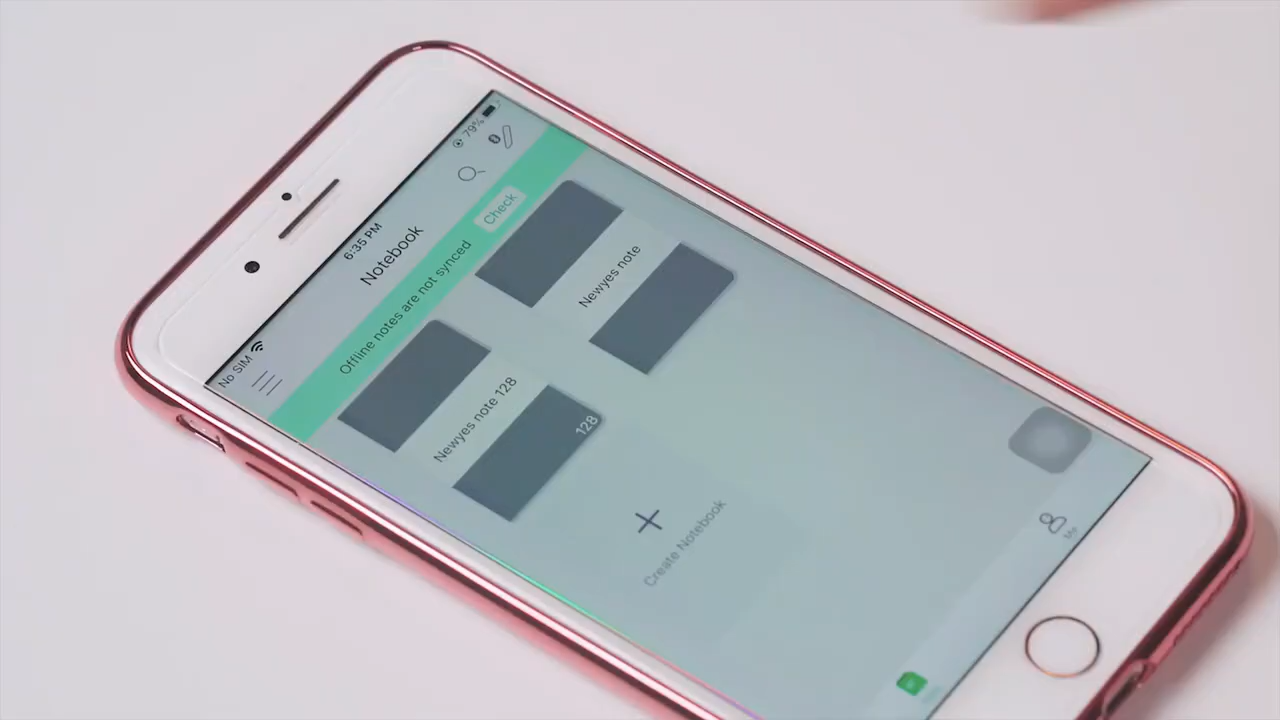 No SIM 6:35 PM 79%
Notebook
Offline notes are not synced Check
Newyes note 128
128
Newyes note
Create Notebook
Me